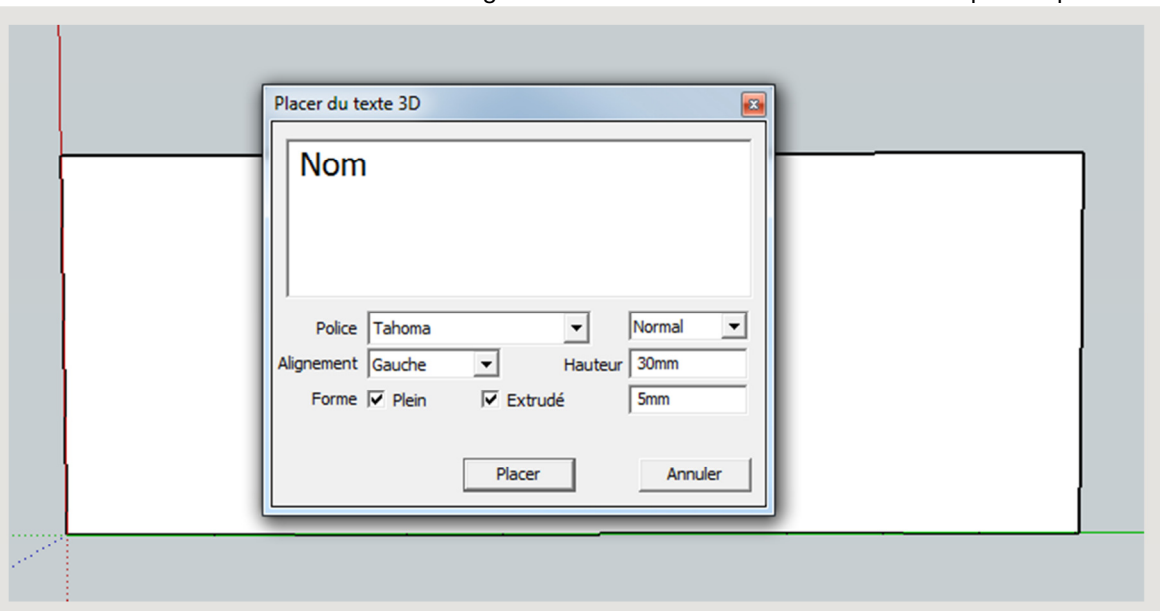 Placer du texte 3D
Nom
Police Tahoma Normal
Alignement Gauche Hauteur 30mm
Forme Plein Extrudé 5mm
Placer Annuler